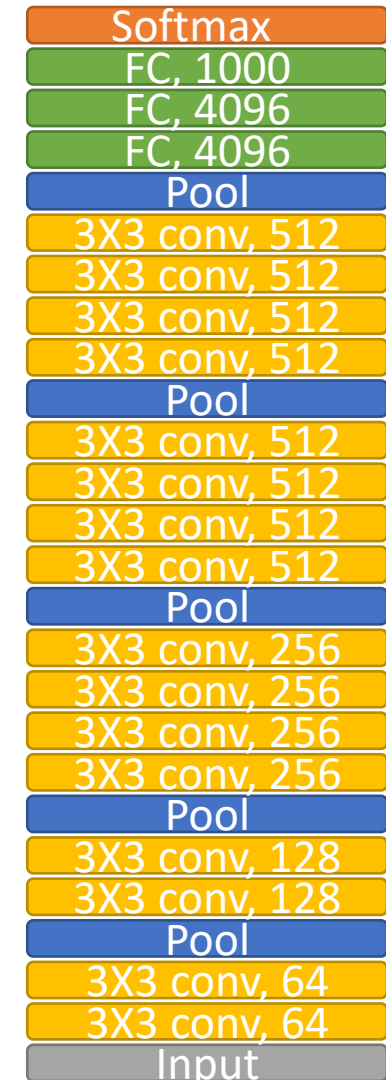 Softmax
FC, 1000
FC, 4096
FC, 4096
Pool
3X3 conv, 512
3X3 conv, 512
3X3 conv, 512
3X3 conv, 512
Pool
3X3 conv, 512
3X3 conv, 512
3X3 conv, 512
3X3 conv, 512
Pool
3X3 conv, 256
3X3 conv, 256
3X3 conv, 256
3X3 conv, 256
Pool
3X3 conv, 128
3X3 conv, 128
Pool
3X3 conv, 64
3X3 conv, 64
Input